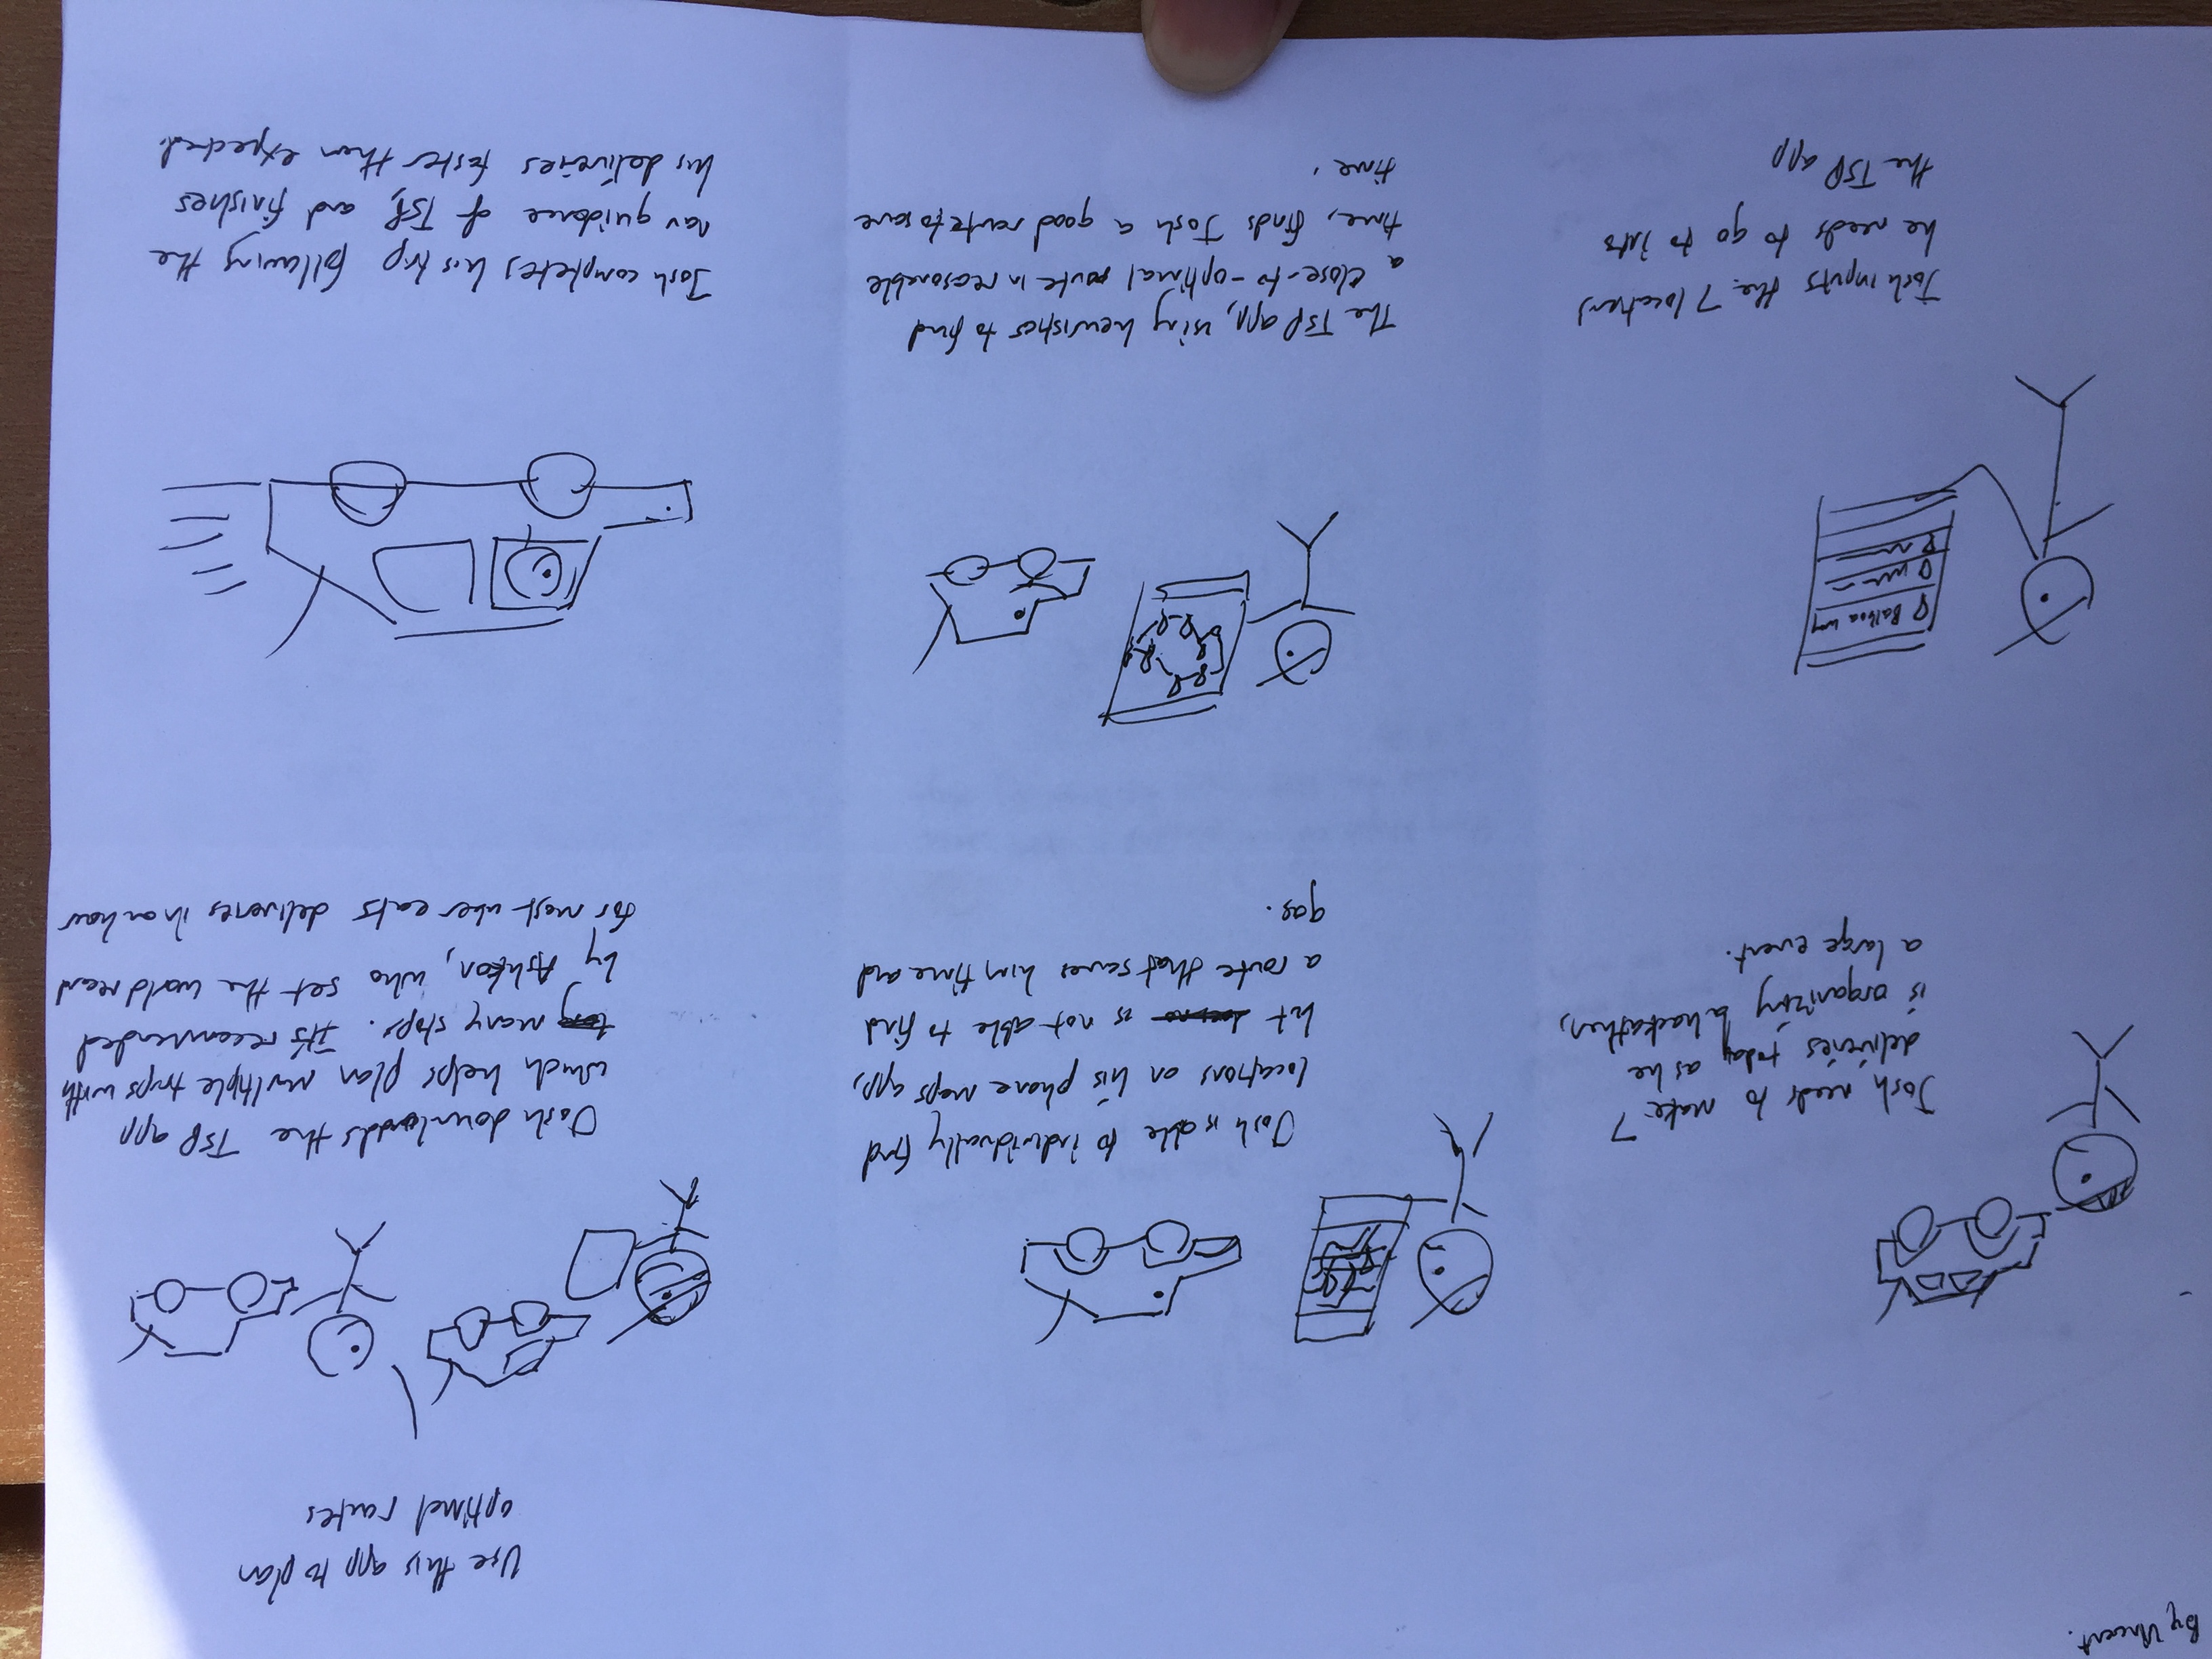 By Vincent.
Josh needs to make 7
deliveries today as he
is organizing a hackathon,
a large event.
Josh is able to individually find
locations on his phone maps app,
but is not able to find
a route that saves him time and
gas.
Use this app to plan
optimal routes
Josh downloads the TSP app
which helps plan multiple trips with
many stops. It's recommended
by Ashkon, who set the world record
for most uber eats deliveries in an hour
Balboa way
Josh inputs the 7 locations
he needs to go to into
the TSP app
The TSP app, using heuristics to find
a close-to-optimal route in reasonable
time, finds Josh a good route to save
time.
Josh completes his trip following the
nav guidance of TSP, and finishes
his deliveries faster than expected.